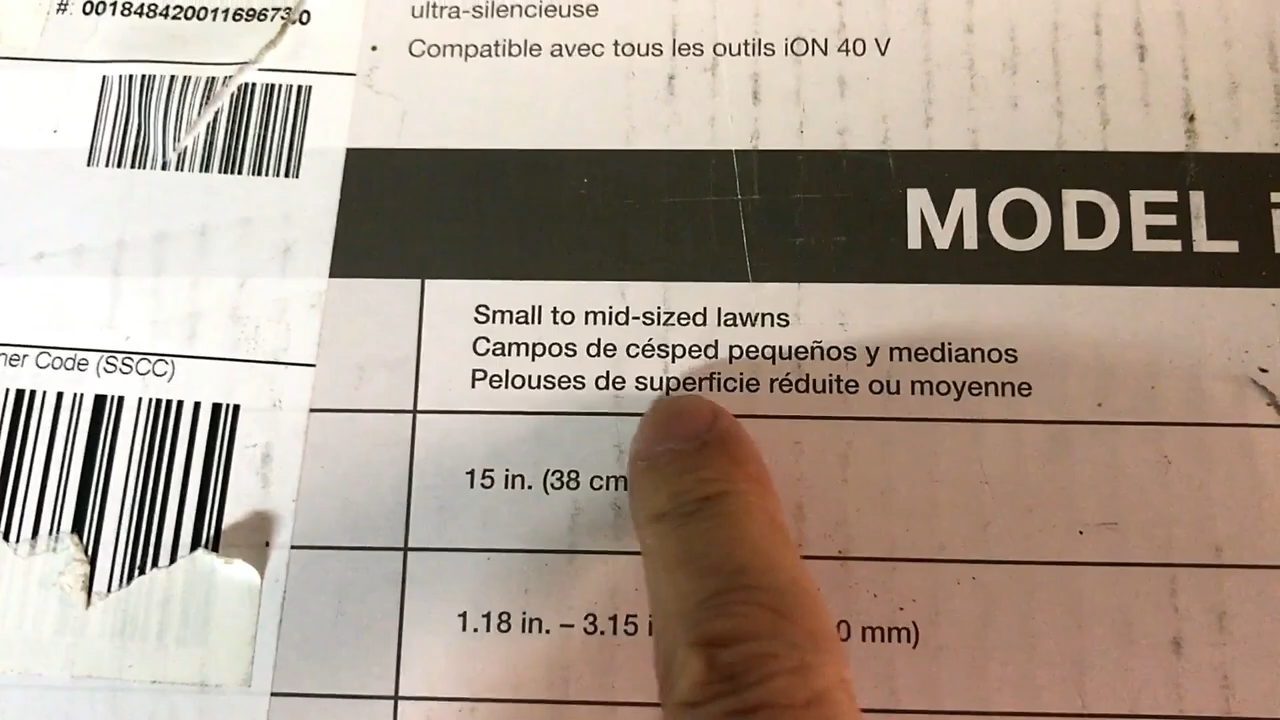 #: 00184842001169673.0
ultra-silencieuse
• Compatible avec tous les outils iON 40 V
MODEL
ner Code (SSCC)
Small to mid-sized lawns
Campos de césped pequeños y medianos
Pelouses de superficie réduite ou moyenne
15 in. (38 cm
1.18 in. – 3.15 i 0 mm)